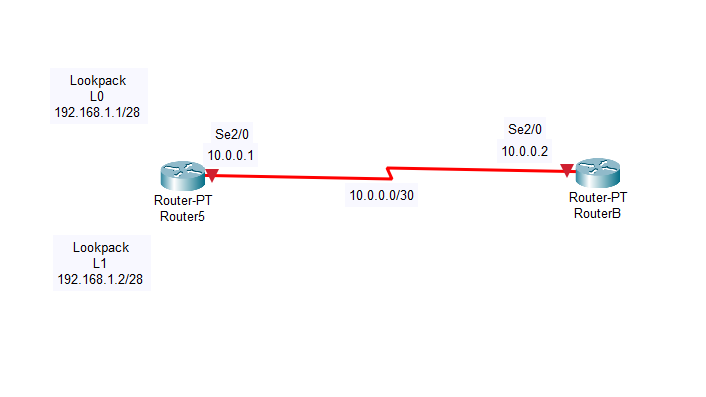 Lookpack
L0
192.168.1.1/28
Se2/0
10.0.0.1
Se2/0
10.0.0.2
10.0.0.0/30
Router-PT
Router5
Router-PT
RouterB
Lookpack
L1
192.168.1.2/28